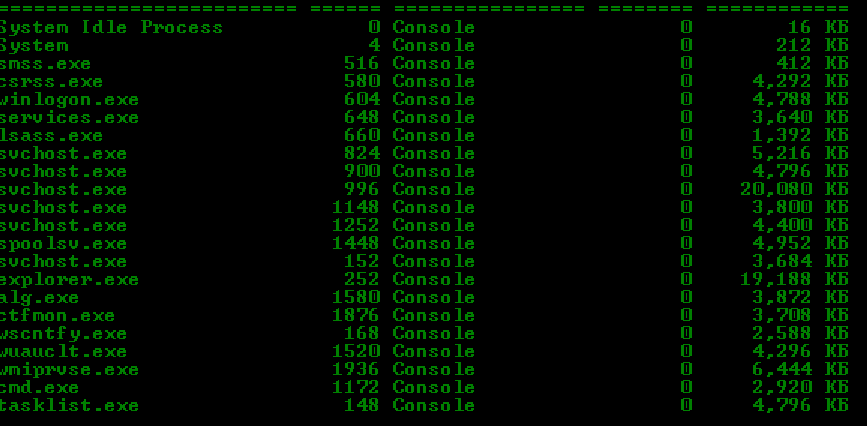 ========================= ====== ================ ======== ============
System Idle Process 0 Console 0 16 КБ
System 4 Console 0 212 КБ
smss.exe 516 Console 0 412 КБ
csrss.exe 580 Console 0 4,292 КБ
winlogon.exe 604 Console 0 4,788 КБ
services.exe 648 Console 0 3,640 КБ
lsass.exe 660 Console 0 1,392 КБ
svchost.exe 824 Console 0 5,216 КБ
svchost.exe 900 Console 0 4,796 КБ
svchost.exe 996 Console 0 20,080 КБ
svchost.exe 1148 Console 0 3,800 КБ
svchost.exe 1252 Console 0 4,400 КБ
spoolsv.exe 1448 Console 0 4,952 КБ
svchost.exe 152 Console 0 3,684 КБ
explorer.exe 252 Console 0 19,188 КБ
alg.exe 1580 Console 0 3,872 КБ
ctfmon.exe 1876 Console 0 3,708 КБ
wscntfy.exe 168 Console 0 2,588 КБ
wuauclt.exe 1520 Console 0 4,296 КБ
wmiprvse.exe 1936 Console 0 6,444 КБ
cmd.exe 1172 Console 0 2,920 КБ
tasklist.exe 148 Console 0 4,796 КБ